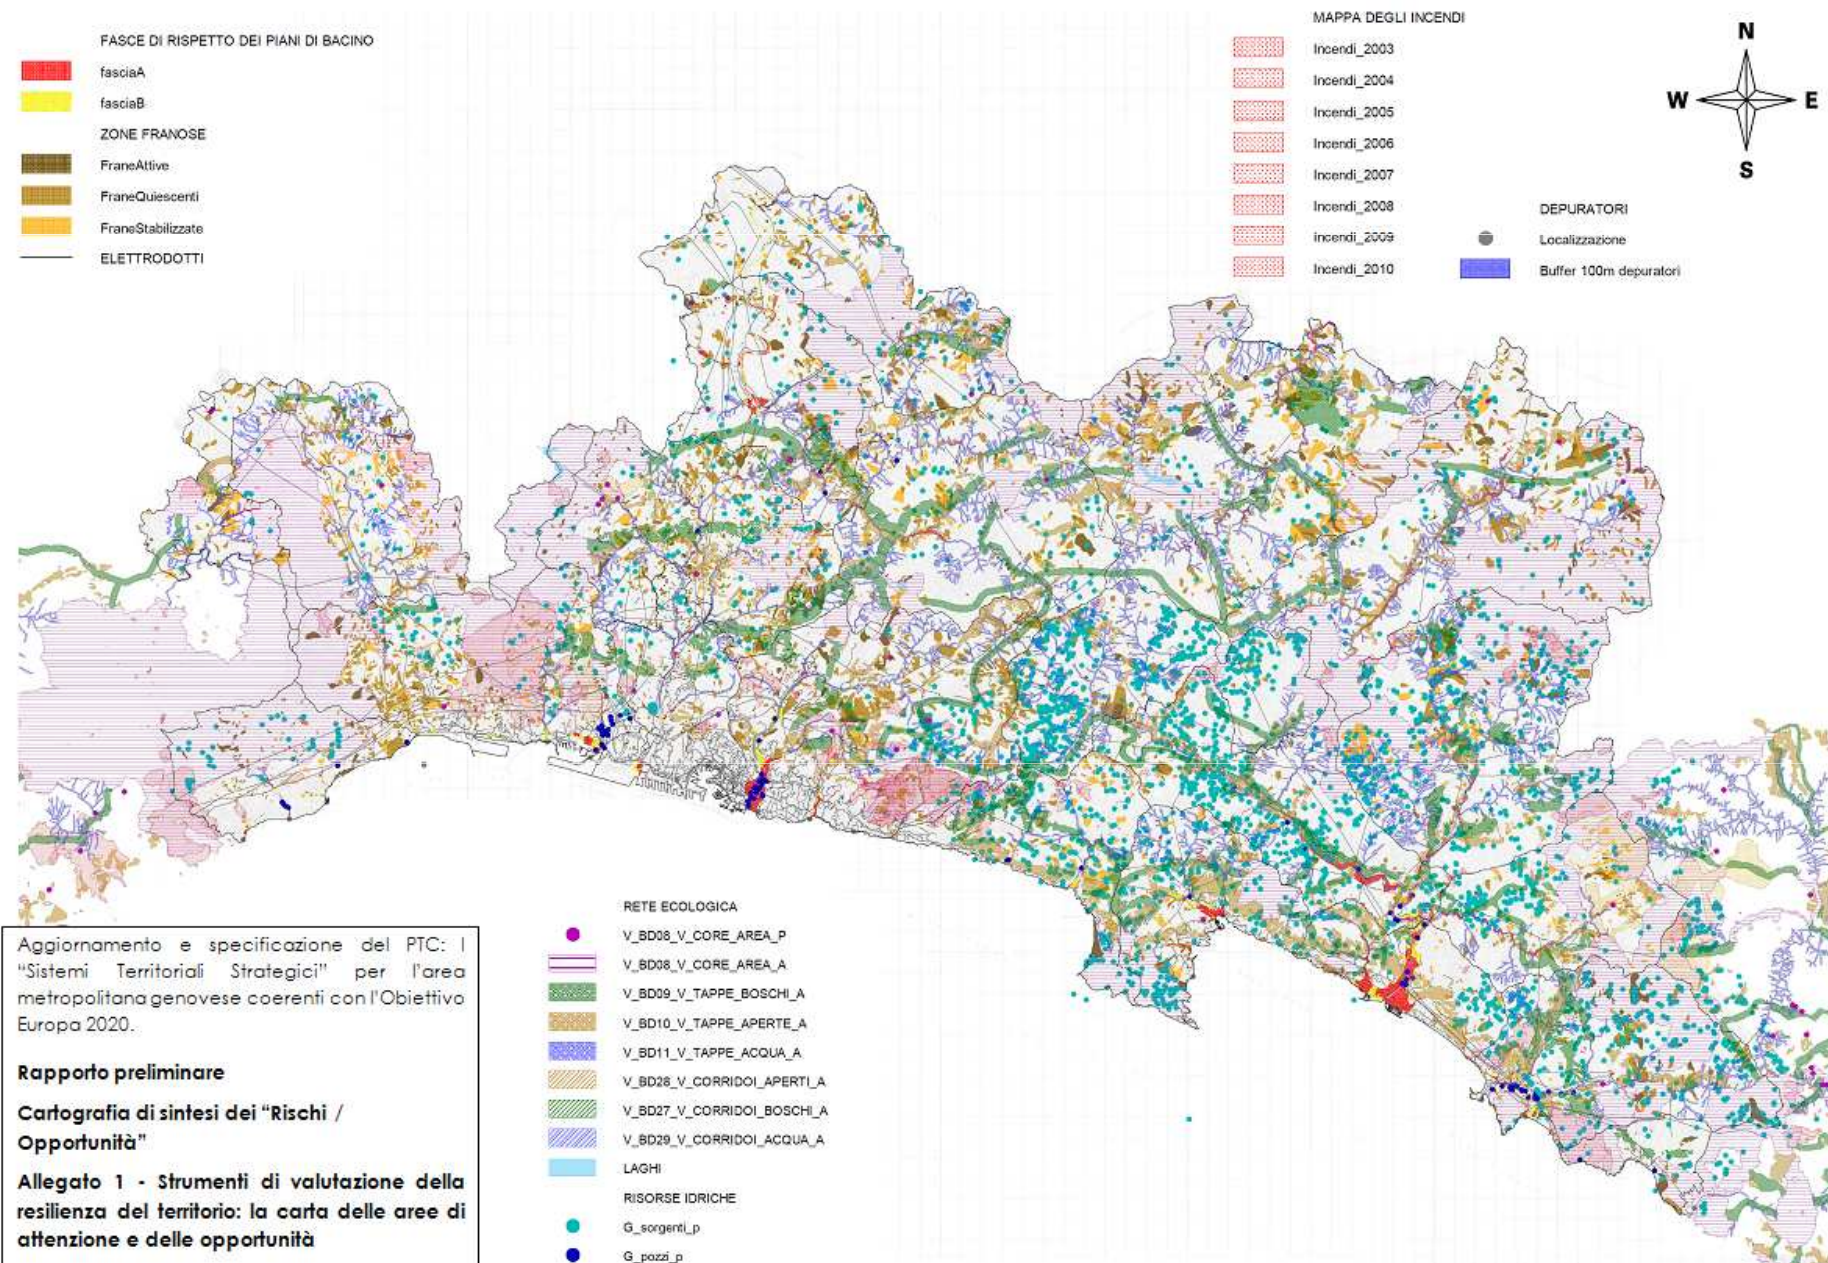 FASCE DI RISPETTO DEI PIANI DI BACINO
fasciaA
fasciaB
ZONE FRANOSE
FraneAttive
FraneQuiescenti
FraneStabilizzate
ELETTRODOTTI
MAPPA DEGLI INCENDI
Incendi_2003
Incendi_2004
Incendi_2005
Incendi_2006
Incendi_2007
Incendi_2008
incendi_2009
Incendi_2010
DEPURATORI
Localizzazione
Buffer 100m depuratori
N
W
E
S
Aggiornamento e specificazione del PTC: I
“Sistemi Territoriali Strategici” per l'area
metropolitana genovese coerenti con l'Obiettivo
Europa 2020.
Rapporto preliminare
Cartografia di sintesi dei “Rischi /
Opportunità”
Allegato 1 - Strumenti di valutazione della
resilienza del territorio: la carta delle aree di
attenzione e delle opportunità
RETE ECOLOGICA
V_BD08_V_CORE_AREA_P
V_BD08_V_CORE_AREA_A
V_BD09_V_TAPPE_BOSCHI_A
V_BD10_V_TAPPE_APERTE_A
V_BD11_V_TAPPE_ACQUA_A
V_BD28_V_CORRIDOI_APERTI_A
V_BD27_V_CORRIDOI_BOSCHI_A
V_BD29_V_CORRIDOI_ACQUA_A
LAGHI
RISORSE IDRICHE
G_sorgenti_p
G_pozzi_p